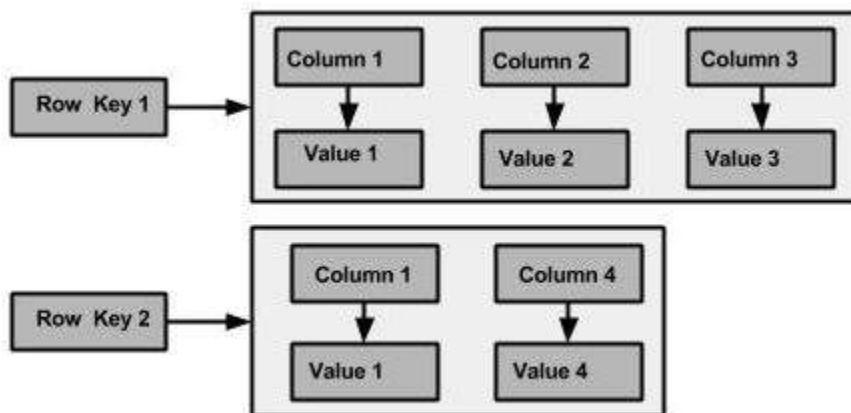 Column 1
Column 2
Column 3
Row Key 1
Value 1
Value 2
Value 3
Column 1
Column 4
Row Key 2
Value 1
Value 4